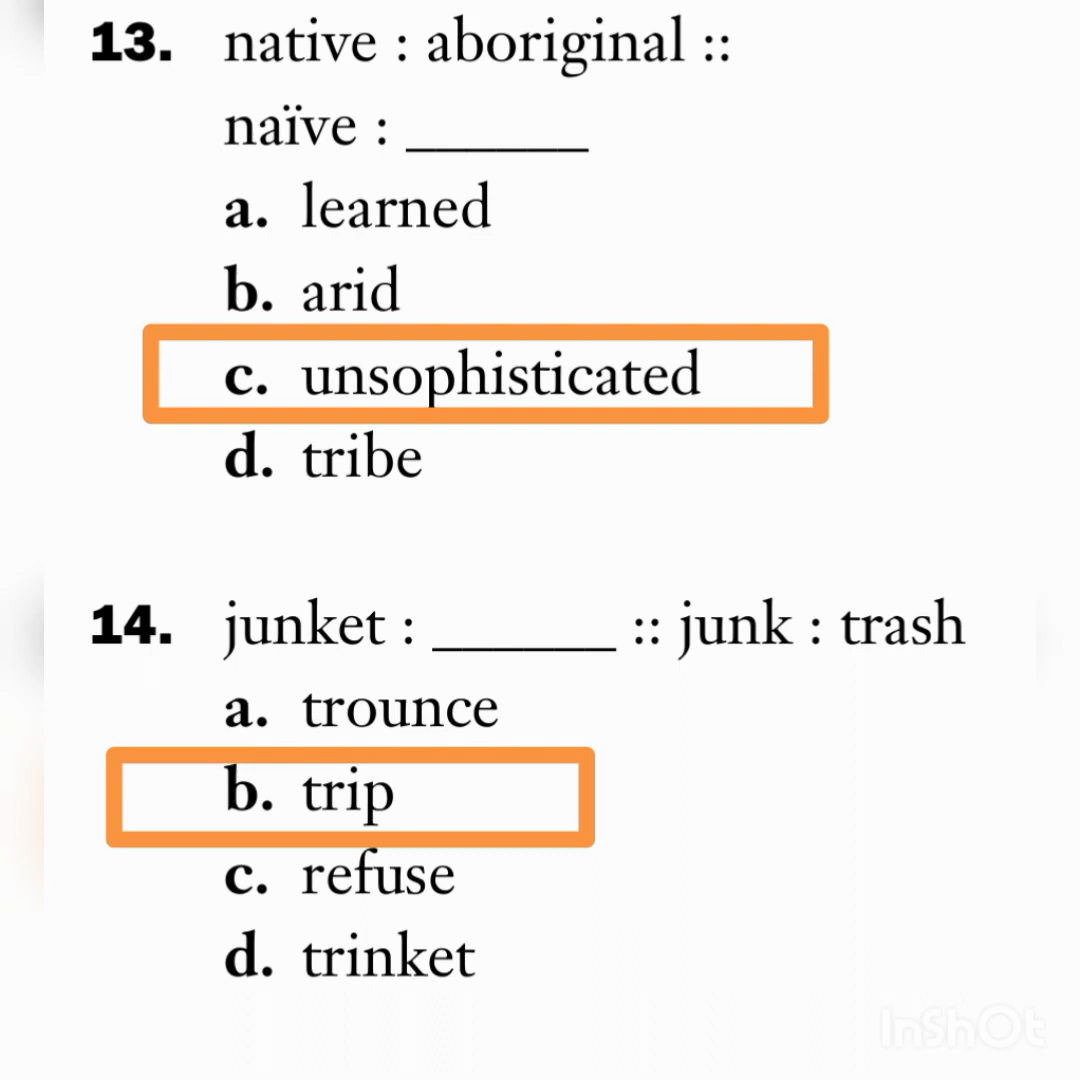 13. native : aboriginal ::
naïve : ______
a. learned
b. arid
c. unsophisticated
d. tribe
14. junket : ______ :: junk : trash
a. trounce
b. trip
c. refuse
d. trinket
InShOt